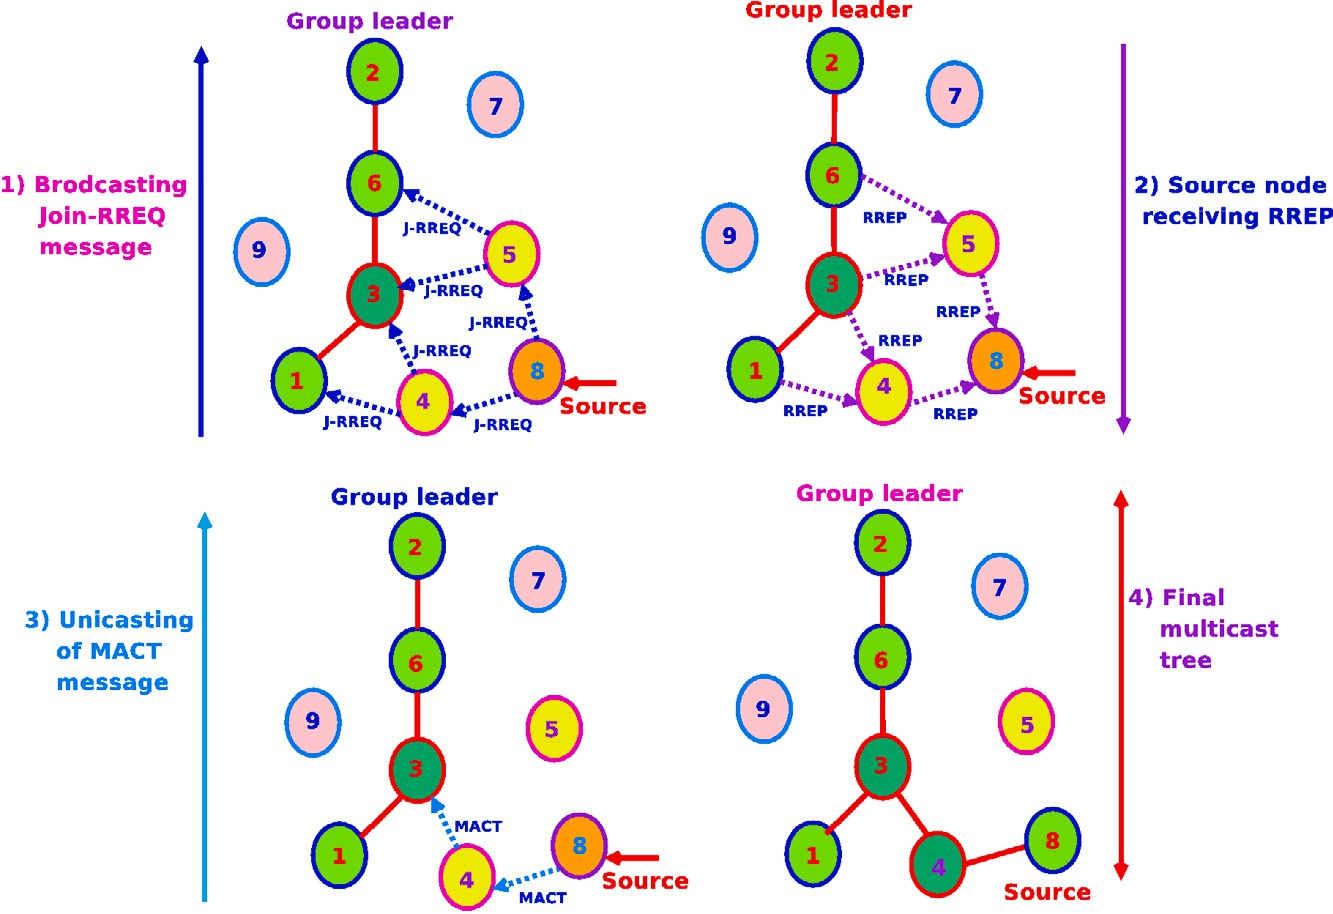 Group leader
2
7
1) Brodcasting
Join-RREQ
message
6
J-RREQ
9
5
3
J-RREQ
J-RREQ
J-RREQ
1
8
4
Source
J-RREQ
J-RREQ
Group leader
2
7
2) Source node
receiving RREP
6
RREP
9
5
3
RREP
RREP
RREP
1
8
4
Source
RREP
RREP
Group leader
2
7
3) Unicasting
of MACT
message
6
9
5
3
MACT
1
8
4
Source
MACT
Group leader
2
7
4) Final
multicast
tree
6
9
5
3
1
8
4
Source